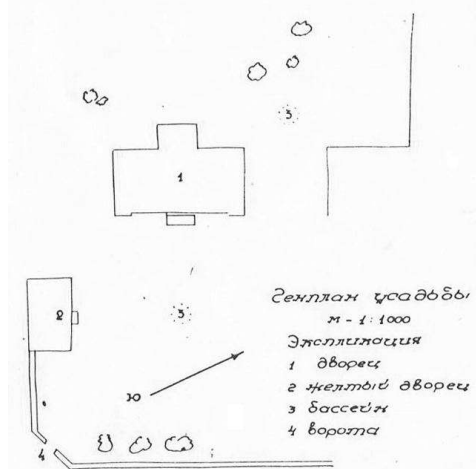 3
1
2
3
Ю
4
Генплан усадьбы
М - 1:1000
Экспликация
1 дворец
2 желтый дворец
3 бассейн
4 ворота